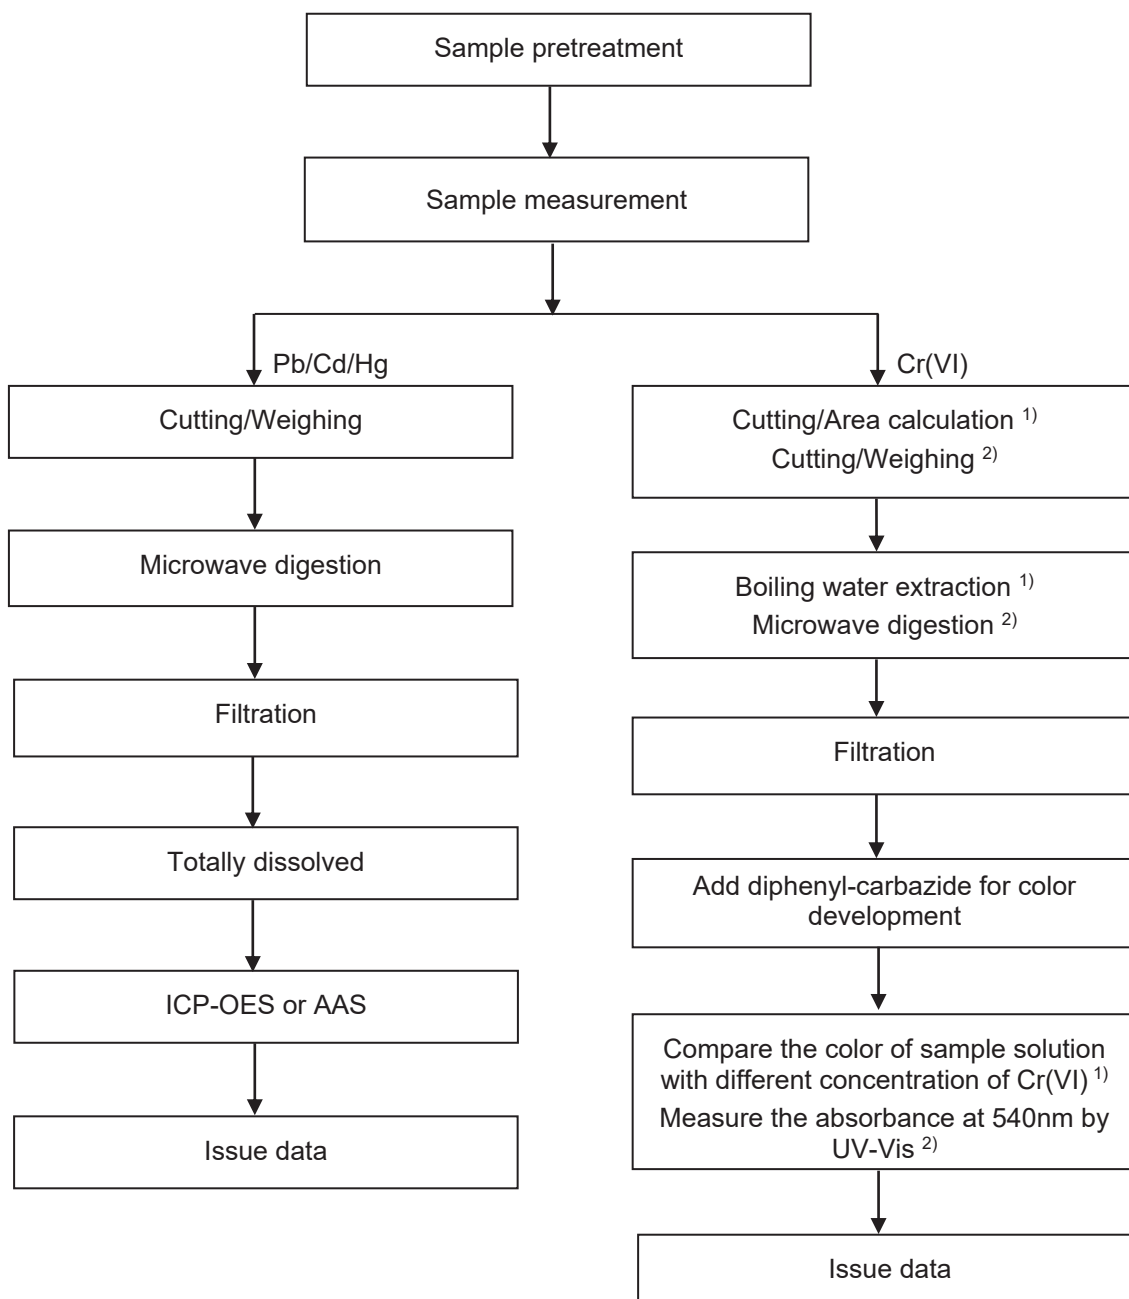 Sample pretreatment
Sample measurement
Pb/Cd/Hg
Cutting/Weighing
Microwave digestion
Filtration
Totally dissolved
ICP-OES or AAS
Issue data
Cr(VI)
Cutting/Area calculation 1)
Cutting/Weighing 2)
Boiling water extraction 1)
Microwave digestion 2)
Filtration
Add diphenyl-carbazide for color
development
Compare the color of sample solution
with different concentration of Cr(VI) 1)
Measure the absorbance at 540nm by
UV-Vis 2)
Issue data